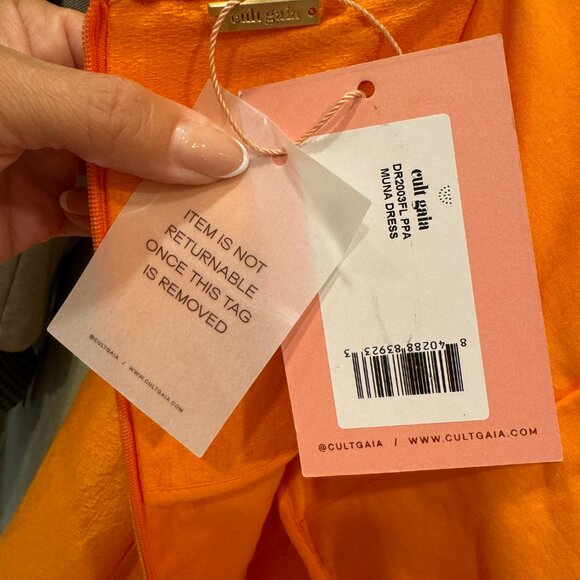 cult gaia
ITEM IS NOT
RETURNABLE
ONCE THIS TAG
IS REMOVED
@CULTGAIA / WWW.CULTGAIA.COM
cult gaia
DR2003FL PPA
MUNA DRESS
8 40288 83923 3
@CULTGAIA / WWW.CULTGAIA.COM